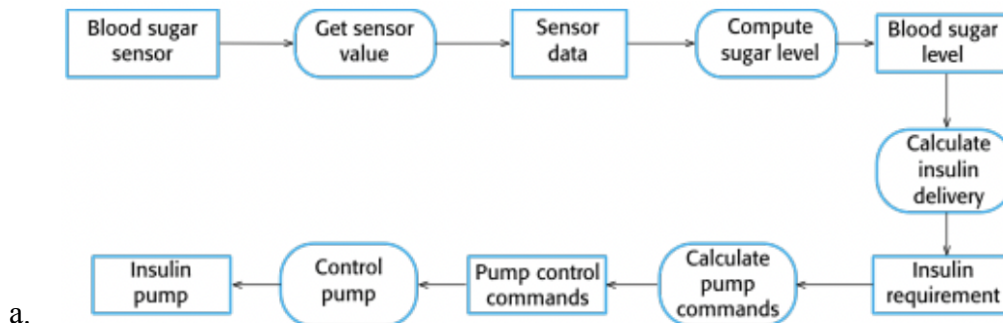 Blood sugar
sensor
Get sensor
value
Sensor
data
Compute
sugar level
Blood sugar
level
Calculate
insulin
delivery
Insulin
requirement
Calculate
pump
commands
Pump control
commands
Control
pump
Insulin
pump
a.